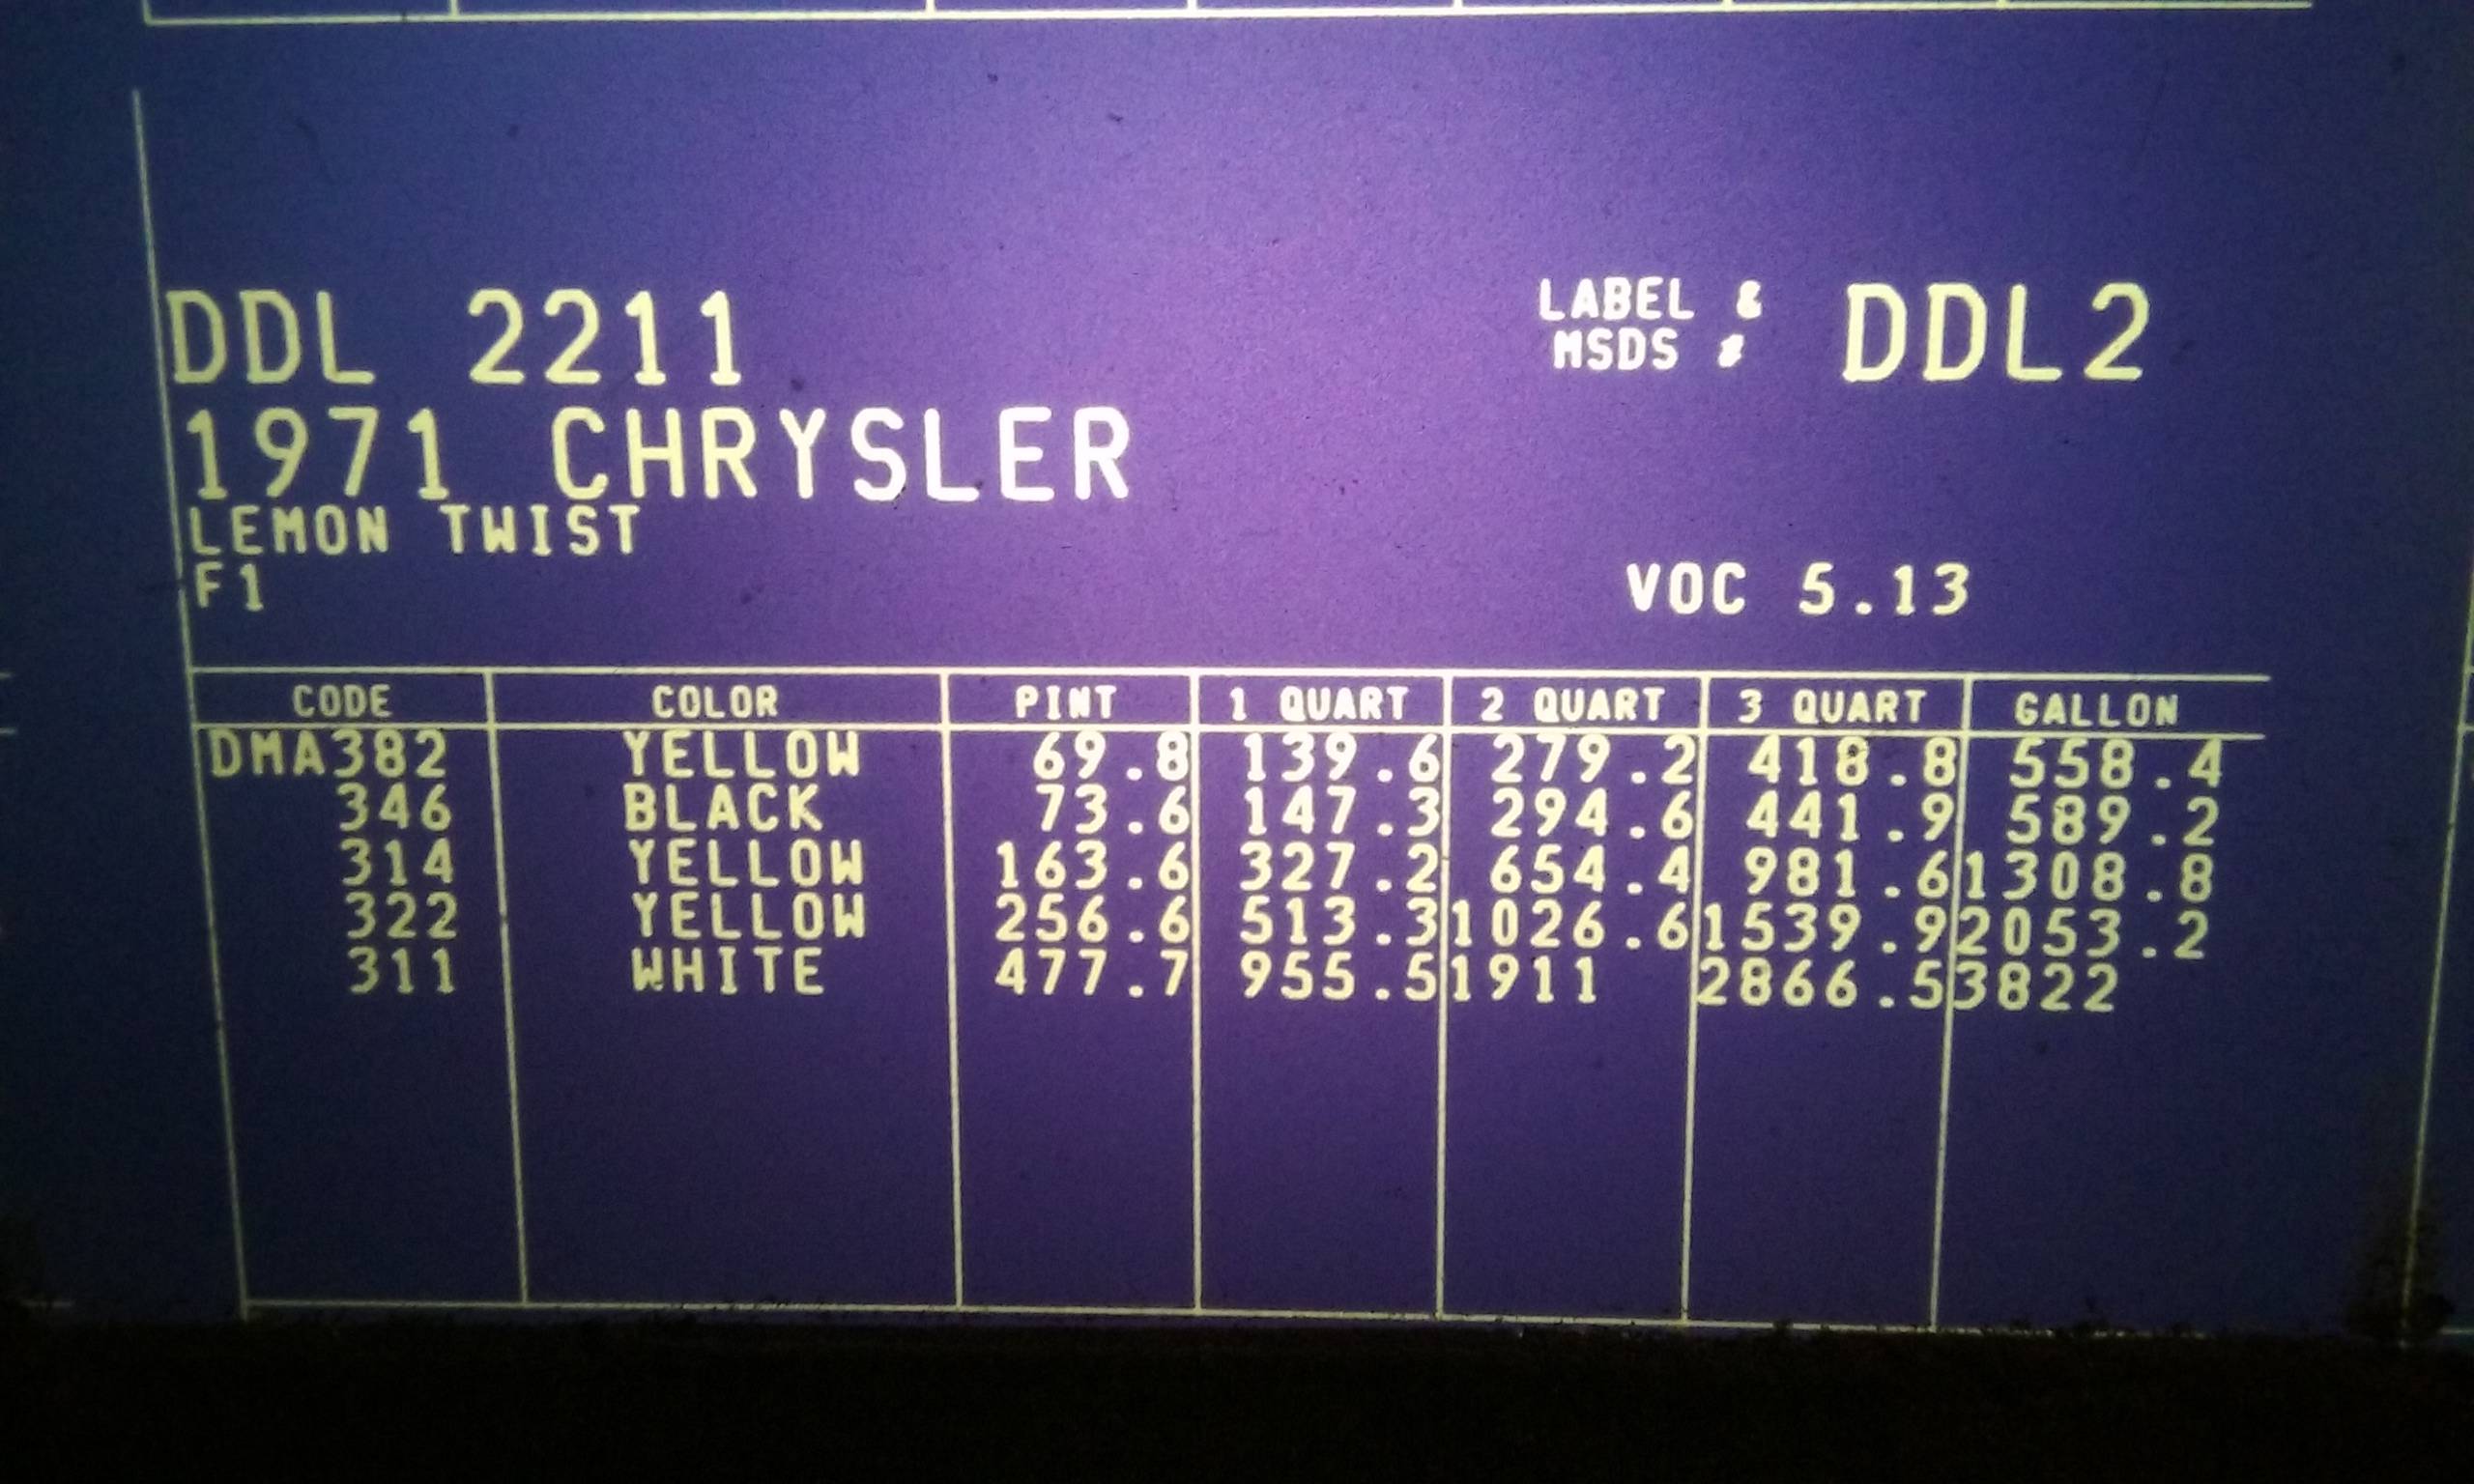 DDL 2211
LABEL & DDL2
MSDS #
1971 CHRYSLER
LEMON TWIST
F1
VOC 5.13
CODE COLOR PINT 1 QUART 2 QUART 3 QUART GALLON
DMA382 YELLOW 69.8 139.6 279.2 418.8 558.4
346 BLACK 73.6 147.3 294.6 441.9 589.2
314 YELLOW 163.6 327.2 654.4 981.6 1308.8
322 YELLOW 256.6 513.3 1026.6 1539.9 2053.2
311 WHITE 477.7 955.5 1911 2866.5 3822